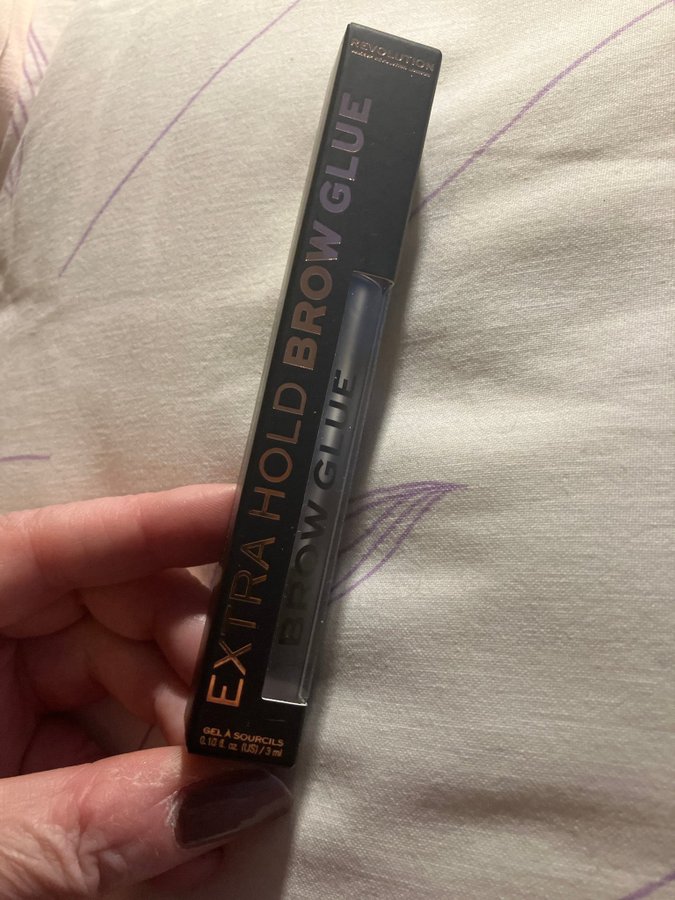 REVOLUTION
EXTRA HOLD BROW GLUE
BROW GLUE
GEL À SOURCILS
0.10 fl. oz. (US) / 3 ml